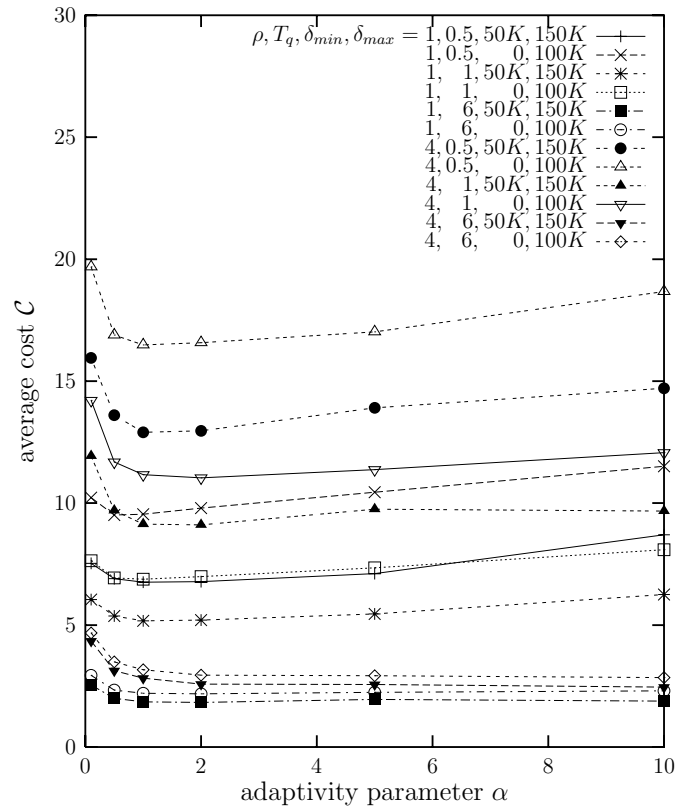 30
25
20
15
10
5
0
0 2 4 6 8 10
average cost 𝒞
adaptivity parameter α
ρ, T_q, δ_min, δ_max = 1, 0.5, 50K, 150K
1, 0.5, 0, 100K
1, 1, 50K, 150K
1, 1, 0, 100K
1, 6, 50K, 150K
1, 6, 0, 100K
4, 0.5, 50K, 150K
4, 0.5, 0, 100K
4, 1, 50K, 150K
4, 1, 0, 100K
4, 6, 50K, 150K
4, 6, 0, 100K